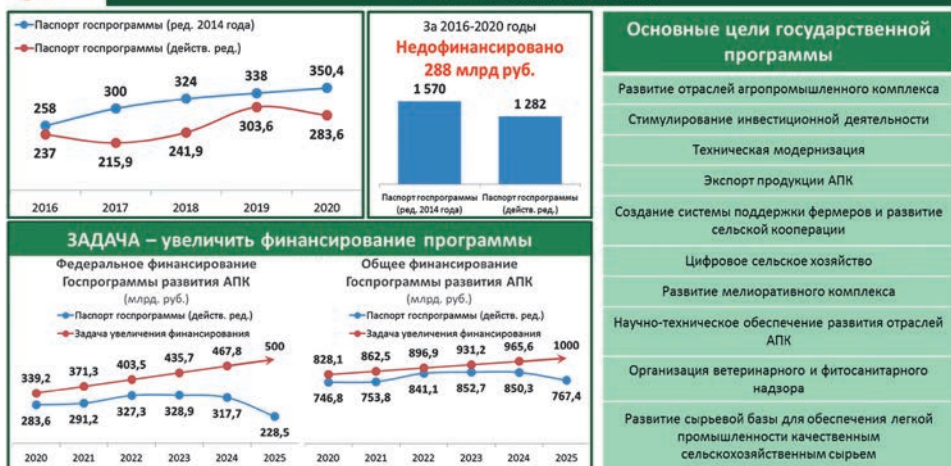 Паспорт госпрограммы (ред. 2014 года)
Паспорт госпрограммы (действ. ред.)
258
300
324
338
350,4
237
215,9
241,9
303,6
283,6
2016
2017
2018
2019
2020
За 2016-2020 годы
Недофинансировано
288 млрд руб.
1 570
1 282
Паспорт госпрограммы
(ред. 2014 года)
Паспорт госпрограммы
(действ. ред.)
Основные цели государственной
программы
Развитие отраслей агропромышленного комплекса
Стимулирование инвестиционной деятельности
Техническая модернизация
Экспорт продукции АПК
Создание системы поддержки фермеров и развитие
сельской кооперации
Цифровое сельское хозяйство
Развитие мелиоративного комплекса
Научно-техническое обеспечение развития отраслей
АПК
Организация ветеринарного и фитосанитарного
надзора
Развитие сырьевой базы для обеспечения легкой
промышленности качественным
сельскохозяйственным сырьем
ЗАДАЧА – увеличить финансирование программы
Федеральное финансирование
Госпрограммы развития АПК
(млрд. руб.)
Паспорт госпрограммы (действ. ред.)
Задача увеличения финансирования
339,2
371,3
403,5
435,7
467,8
500
283,6
291,2
327,3
328,9
317,7
228,5
2020
2021
2022
2023
2024
2025
Общее финансирование
Госпрограммы развития АПК
(млрд. руб.)
Паспорт госпрограммы (действ. ред.)
Задача увеличения финансирования
828,1
862,5
896,9
931,2
965,6
1000
746,8
753,8
841,1
852,7
850,3
767,4
2020
2021
2022
2023
2024
2025